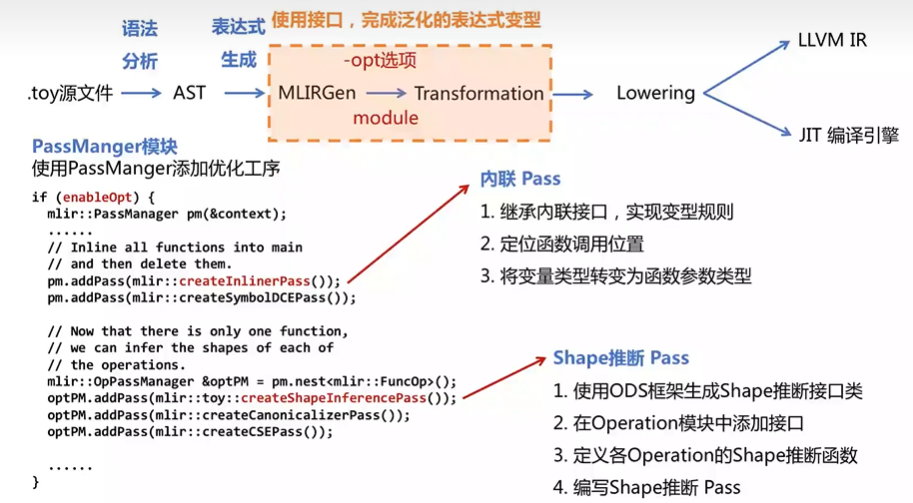 语法
分析
表达式
生成
使用接口，完成泛化的表达式变型
-opt选项
.toy源文件
AST
MLIRGen
Transformation
module
Lowering
LLVM IR
JIT 编译引擎
PassManger模块
使用PassManger添加优化工序
if (enableOpt) {
mlir::PassManager pm(&context);
......
// Inline all functions into main
// and then delete them.
pm.addPass(mlir::createInlinerPass());
pm.addPass(mlir::createSymbolDCEPass());
// Now that there is only one function,
// we can infer the shapes of each of
// the operations.
mlir::OpPassManager &optPM = pm.nest<mlir::FuncOp>();
optPM.addPass(mlir::toy::createShapeInferencePass());
optPM.addPass(mlir::createCanonicalizerPass());
optPM.addPass(mlir::createCSEPass());
......
}
内联 Pass
1. 继承内联接口，实现变型规则
2. 定位函数调用位置
3. 将变量类型转变为函数参数类型
Shape推断 Pass
1. 使用ODS框架生成Shape推断接口类
2. 在Operation模块中添加接口
3. 定义各Operation的Shape推断函数
4. 编写Shape推断 Pass